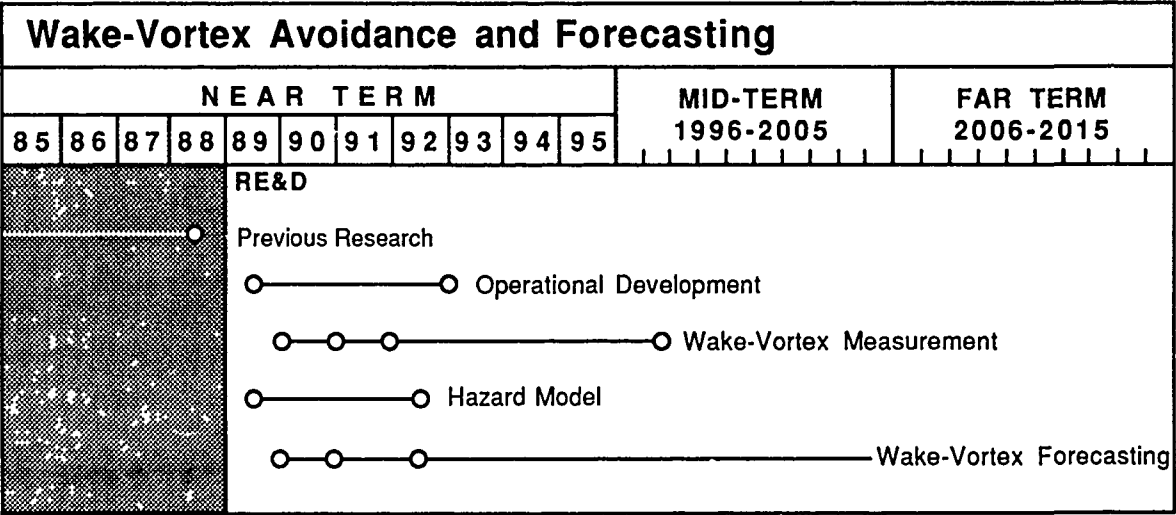 Wake-Vortex Avoidance and Forecasting
NEAR TERM
MID-TERM
1996-2005
FAR TERM
2006-2015
85 86 87 88 89 90 91 92 93 94 95
RE&D
Previous Research
Operational Development
Wake-Vortex Measurement
Hazard Model
Wake-Vortex Forecasting